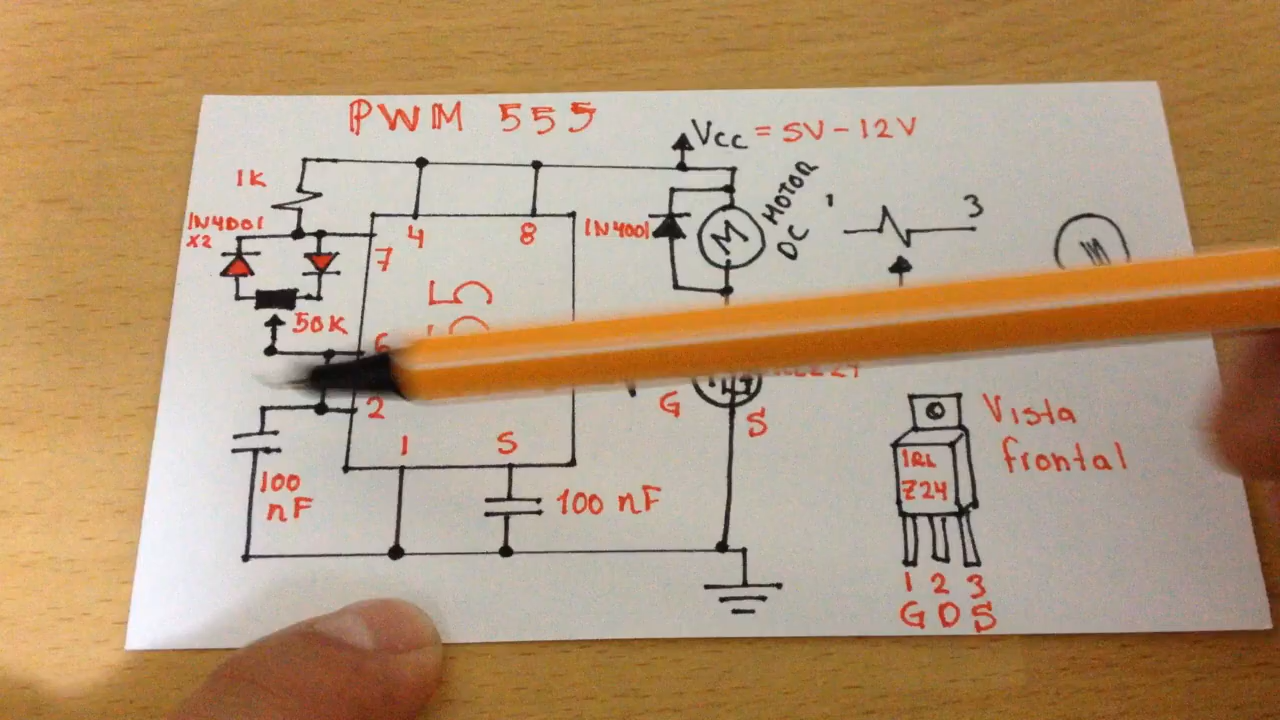 PWM 555
Vcc = 5V-12V
1K
1N4001
X2
4
8
7
1N4001
MOTOR
DC
M
1
3
50K
6
2
G
S
1
5
100
nF
100 nF
Vista
frontal
IRL
Z24
1 2 3
G D S